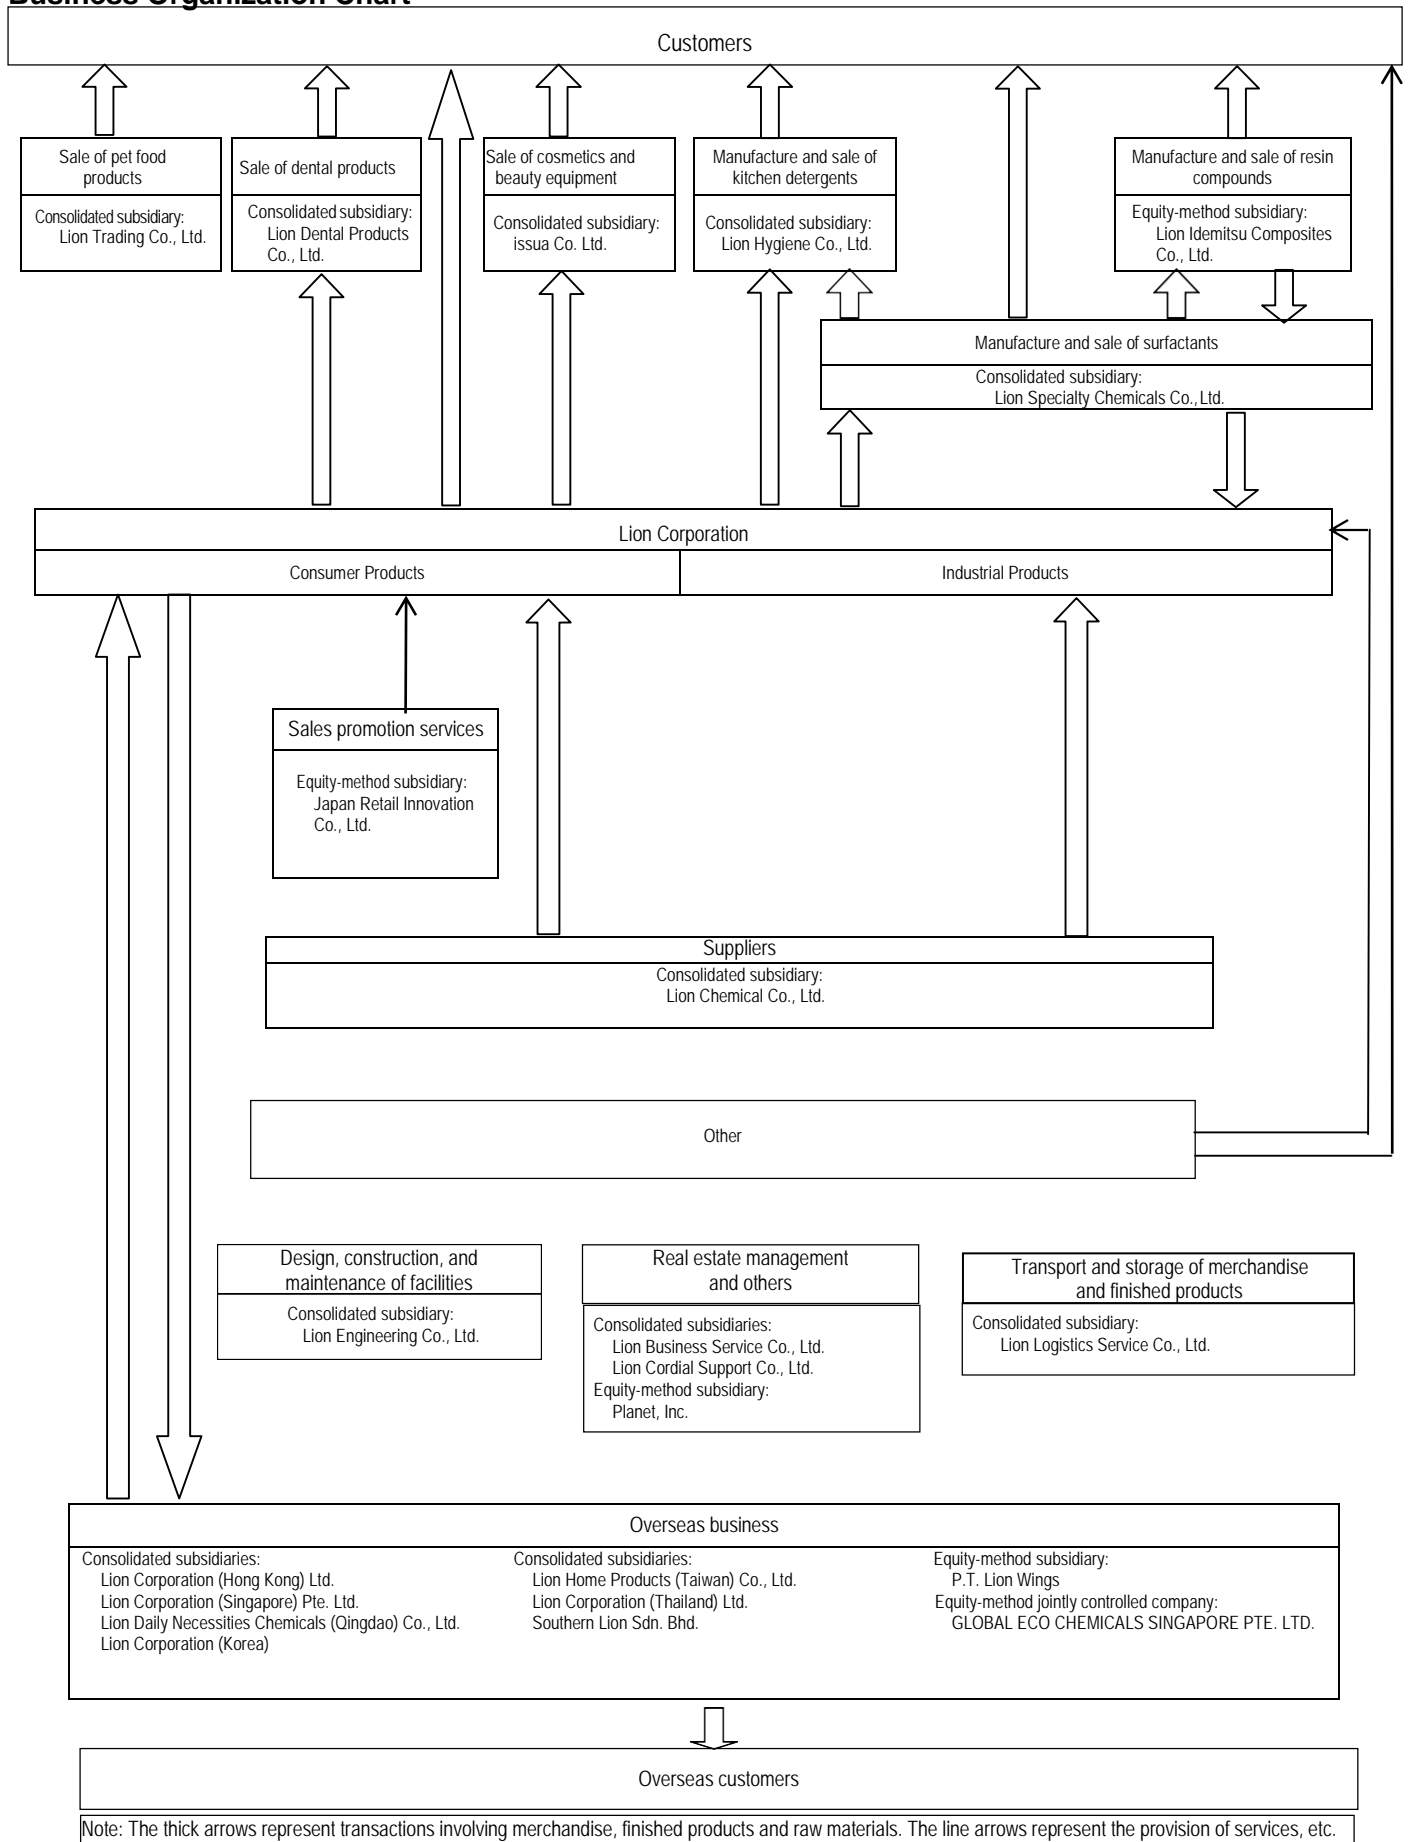 Business Organization Chart
Customers
Sale of pet food
products
Consolidated subsidiary:
Lion Trading Co., Ltd.
Sale of dental products
Consolidated subsidiary:
Lion Dental Products
Co., Ltd.
Sale of cosmetics and
beauty equipment
Consolidated subsidiary:
issua Co. Ltd.
Manufacture and sale of
kitchen detergents
Consolidated subsidiary:
Lion Hygiene Co., Ltd.
Manufacture and sale of resin
compounds
Equity-method subsidiary:
Lion Idemitsu Composites
Co., Ltd.
Manufacture and sale of surfactants
Consolidated subsidiary:
Lion Specialty Chemicals Co., Ltd.
Lion Corporation
Consumer Products
Industrial Products
Sales promotion services
Equity-method subsidiary:
Japan Retail Innovation
Co., Ltd.
Suppliers
Consolidated subsidiary:
Lion Chemical Co., Ltd.
Other
Design, construction, and
maintenance of facilities
Consolidated subsidiary:
Lion Engineering Co., Ltd.
Real estate management
and others
Consolidated subsidiaries:
Lion Business Service Co., Ltd.
Lion Cordial Support Co., Ltd.
Equity-method subsidiary:
Planet, Inc.
Transport and storage of merchandise
and finished products
Consolidated subsidiary:
Lion Logistics Service Co., Ltd.
Overseas business
Consolidated subsidiaries:
Lion Corporation (Hong Kong) Ltd.
Lion Corporation (Singapore) Pte. Ltd.
Lion Daily Necessities Chemicals (Qingdao) Co., Ltd.
Lion Corporation (Korea)
Consolidated subsidiaries:
Lion Home Products (Taiwan) Co., Ltd.
Lion Corporation (Thailand) Ltd.
Southern Lion Sdn. Bhd.
Equity-method subsidiary:
P.T. Lion Wings
Equity-method jointly controlled company:
GLOBAL ECO CHEMICALS SINGAPORE PTE. LTD.
Overseas customers
Note: The thick arrows represent transactions involving merchandise, finished products and raw materials. The line arrows represent the provision of services, etc.